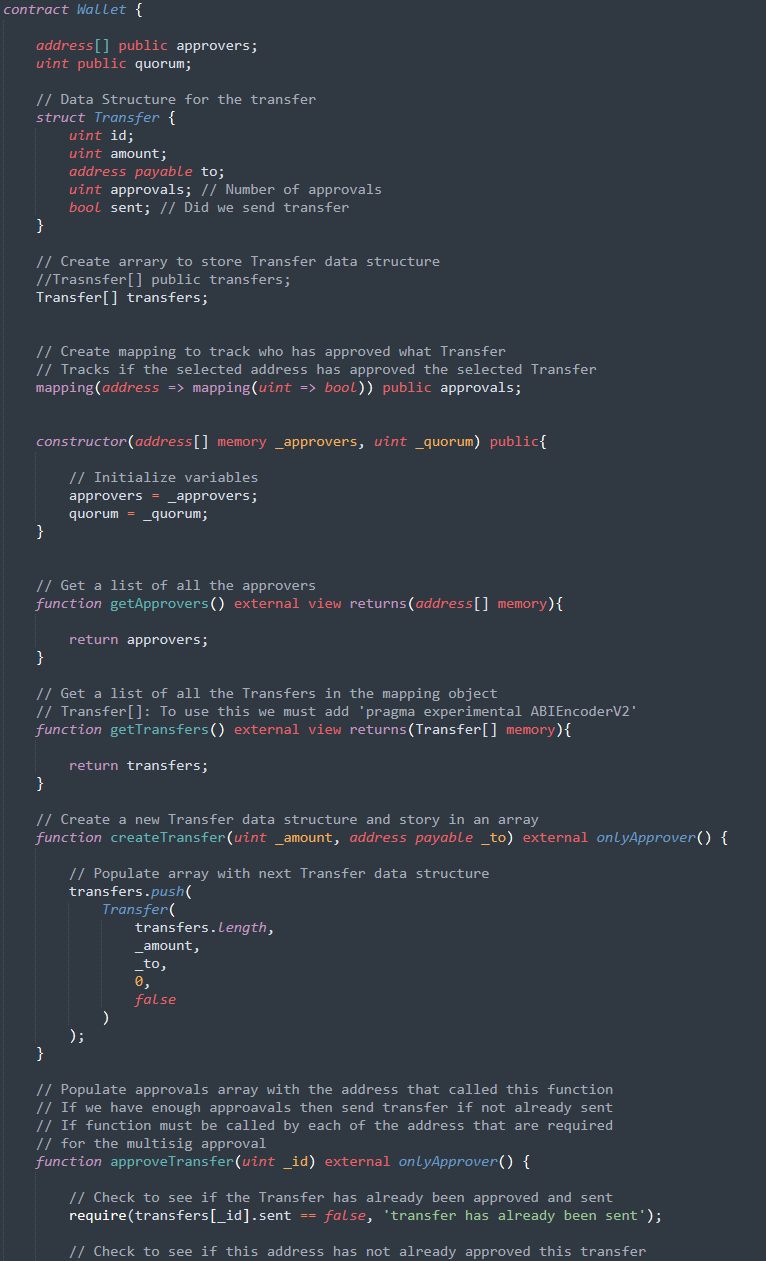 contract Wallet {
address[] public approvers;
uint public quorum;
// Data Structure for the transfer
struct Transfer {
uint id;
uint amount;
address payable to;
uint approvals; // Number of approvals
bool sent; // Did we send transfer
}
// Create arrary to store Transfer data structure
//Trasnsfer[] public transfers;
Transfer[] transfers;
// Create mapping to track who has approved what Transfer
// Tracks if the selected address has approved the selected Transfer
mapping(address => mapping(uint => bool)) public approvals;
constructor(address[] memory _approvers, uint _quorum) public{
// Initialize variables
approvers = _approvers;
quorum = _quorum;
}
// Get a list of all the approvers
function getApprovers() external view returns(address[] memory){
return approvers;
}
// Get a list of all the Transfers in the mapping object
// Transfer[]: To use this we must add 'pragma experimental ABIEncoderV2'
function getTransfers() external view returns(Transfer[] memory){
return transfers;
}
// Create a new Transfer data structure and story in an array
function createTransfer(uint _amount, address payable _to) external onlyApprover() {
// Populate array with next Transfer data structure
transfers.push(
Transfer(
transfers.length,
_amount,
_to,
0,
false
)
);
}
// Populate approvals array with the address that called this function
// If we have enough approavals then send transfer if not already sent
// If function must be called by each of the address that are required
// for the multisig approval
function approveTransfer(uint _id) external onlyApprover() {
// Check to see if the Transfer has already been approved and sent
require(transfers[_id].sent == false, 'transfer has already been sent');
// Check to see if this address has not already approved this transfer